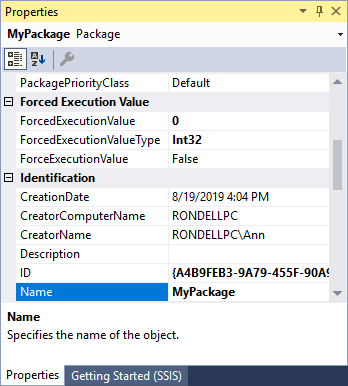 Properties
MyPackage Package
PackagePriorityClass Default
Forced Execution Value
ForcedExecutionValue 0
ForcedExecutionValueType Int32
ForceExecutionValue False
Identification
CreationDate 8/19/2019 4:04 PM
CreatorComputerName RONDELLPC
CreatorName RONDELLPC\Ann
Description
ID {A4B9FEB3-9A79-455F-90A9
Name MyPackage
Name
Specifies the name of the object.
Properties Getting Started (SSIS)